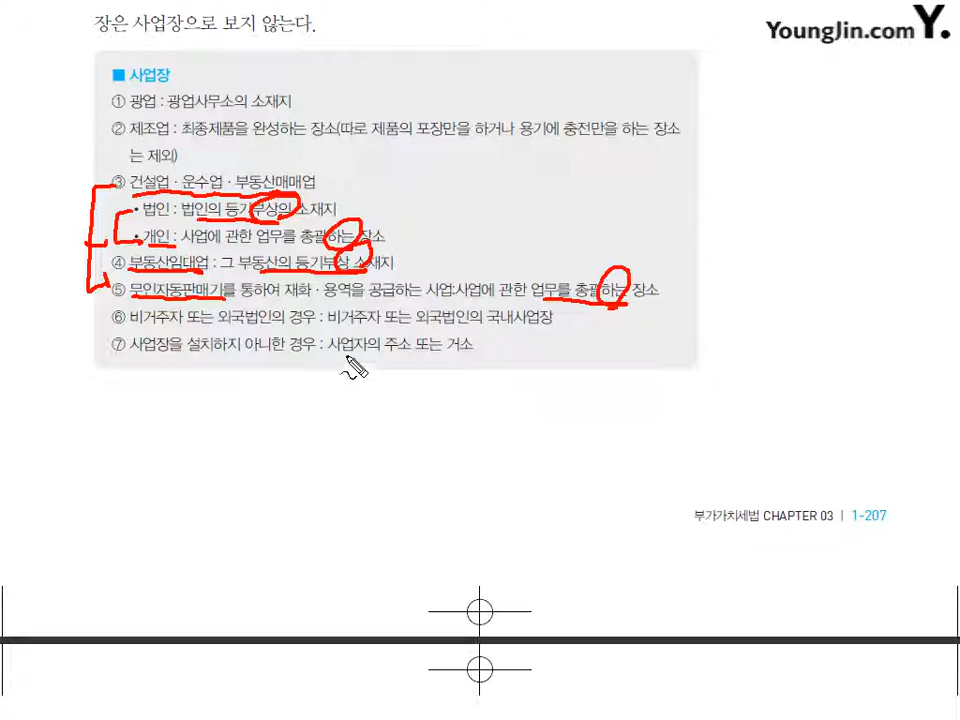 장은 사업장으로 보지 않는다.
YoungJin.com Y.
■ 사업장
① 광업 : 광업사무소의 소재지
② 제조업 : 최종제품을 완성하는 장소(따로 제품의 포장만을 하거나 용기에 충전만을 하는 장소
는 제외)
③ 건설업 · 운수업 · 부동산매매업
• 법인 : 법인의 등기부상의 소재지
• 개인 : 사업에 관한 업무를 총괄하는 장소
④ 부동산임대업 : 그 부동산의 등기부상 소재지
⑤ 무인자동판매기를 통하여 재화 · 용역을 공급하는 사업:사업에 관한 업무를 총괄하는 장소
⑥ 비거주자 또는 외국법인의 경우 : 비거주자 또는 외국법인의 국내사업장
⑦ 사업장을 설치하지 아니한 경우 : 사업자의 주소 또는 거소
부가가치세법 CHAPTER 03 | 1-207